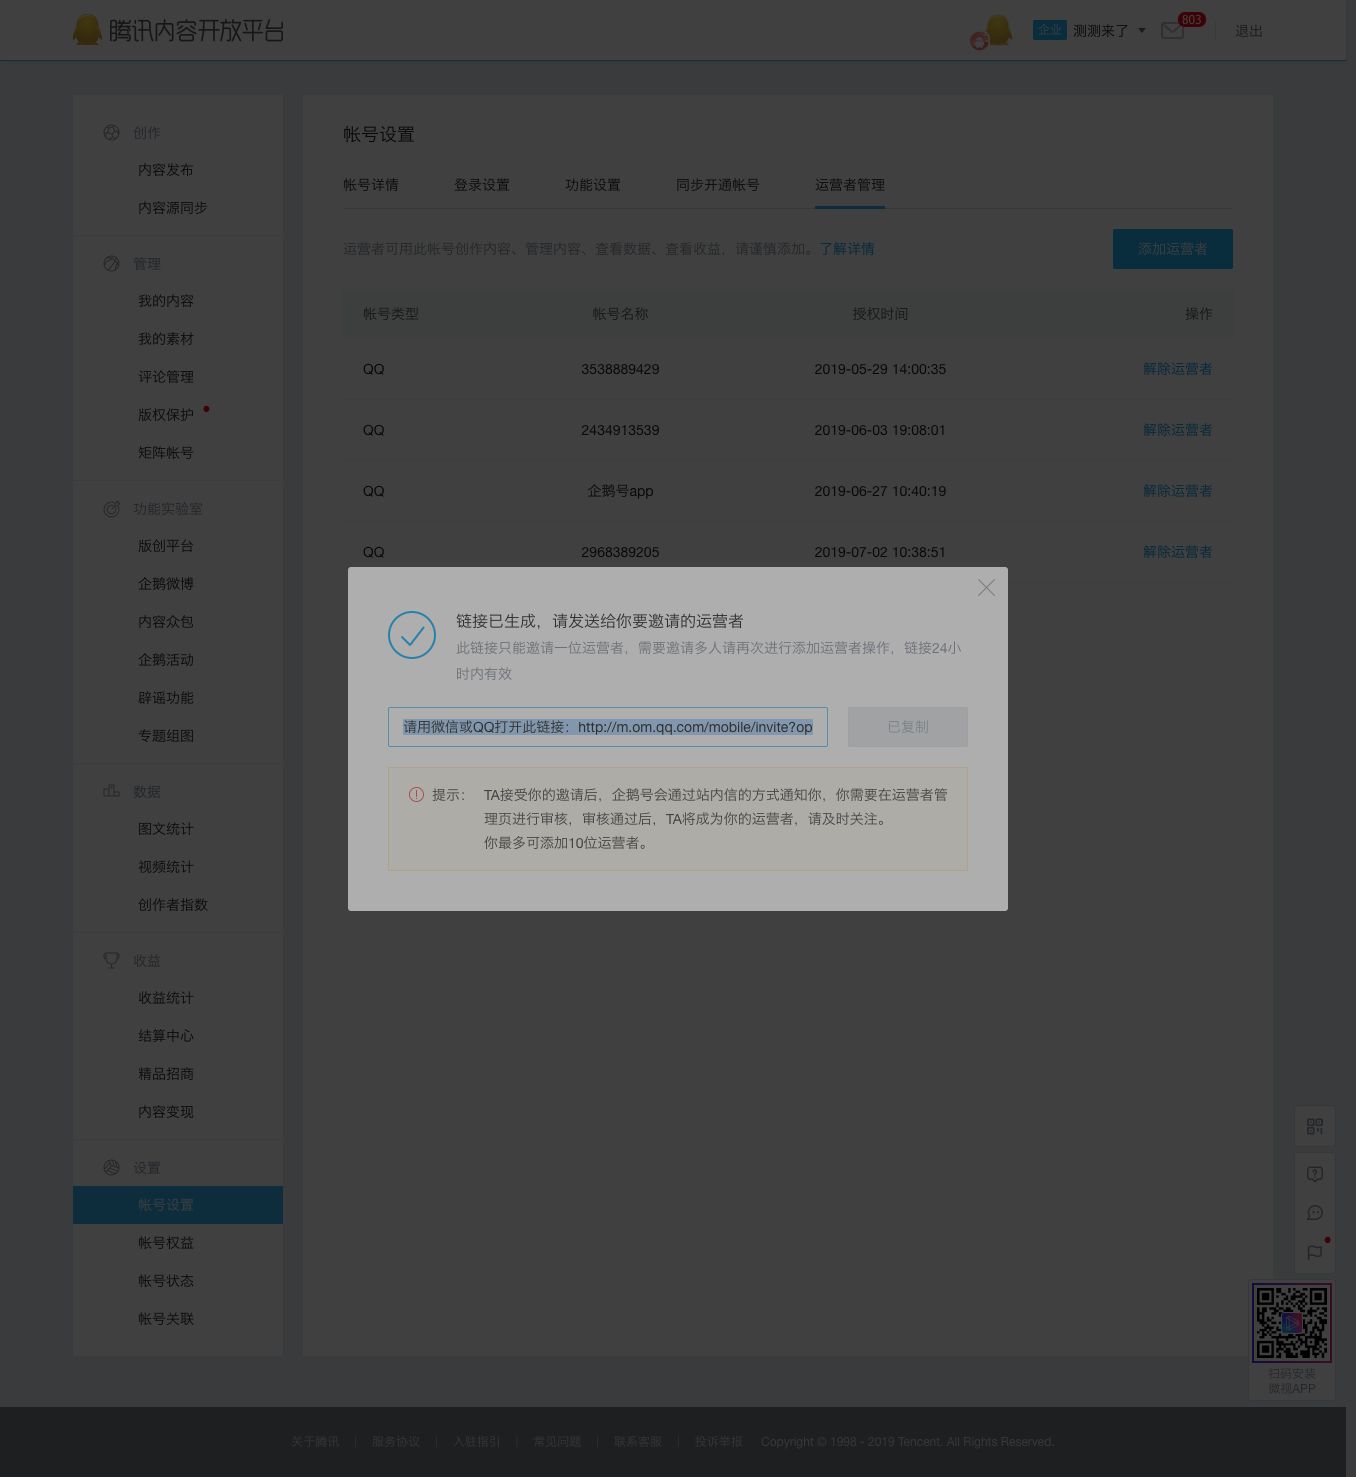 腾讯内容开放平台
企业 测测来了 803 退出
创作
内容发布
内容源同步
管理
我的内容
我的素材
评论管理
版权保护
矩阵帐号
功能实验室
版创平台
企鹅微博
内容众包
企鹅活动
辟谣功能
专题组图
数据
图文统计
视频统计
创作者指数
收益
收益统计
结算中心
精品招商
内容变现
设置
帐号设置
帐号权益
帐号状态
帐号关联
帐号设置
帐号详情 登录设置 功能设置 同步开通帐号 运营者管理
运营者可用此帐号创作内容、管理内容、查看数据、查看收益，请谨慎添加。了解详情 添加运营者
帐号类型 帐号名称 授权时间 操作
QQ 3538889429 2019-05-29 14:00:35 解除运营者
QQ 2434913539 2019-06-03 19:08:01 解除运营者
QQ 企鹅号app 2019-06-27 10:40:19 解除运营者
QQ 2968389205 2019-07-02 10:38:51 解除运营者
链接已生成，请发送给你要邀请的运营者
此链接只能邀请一位运营者，需要邀请多人请再次进行添加运营者操作，链接24小
时内有效
请用微信或QQ打开此链接：http://m.om.qq.com/mobile/invite?op 已复制
提示： TA接受你的邀请后，企鹅号会通过站内信的方式通知你，你需要在运营者管
理页进行审核，审核通过后，TA将成为你的运营者，请及时关注。
你最多可添加10位运营者。
扫码安装
微视APP
关于腾讯 | 服务协议 | 入驻指引 | 常见问题 | 联系客服 | 投诉举报 Copyright © 1998 - 2019 Tencent. All Rights Reserved.